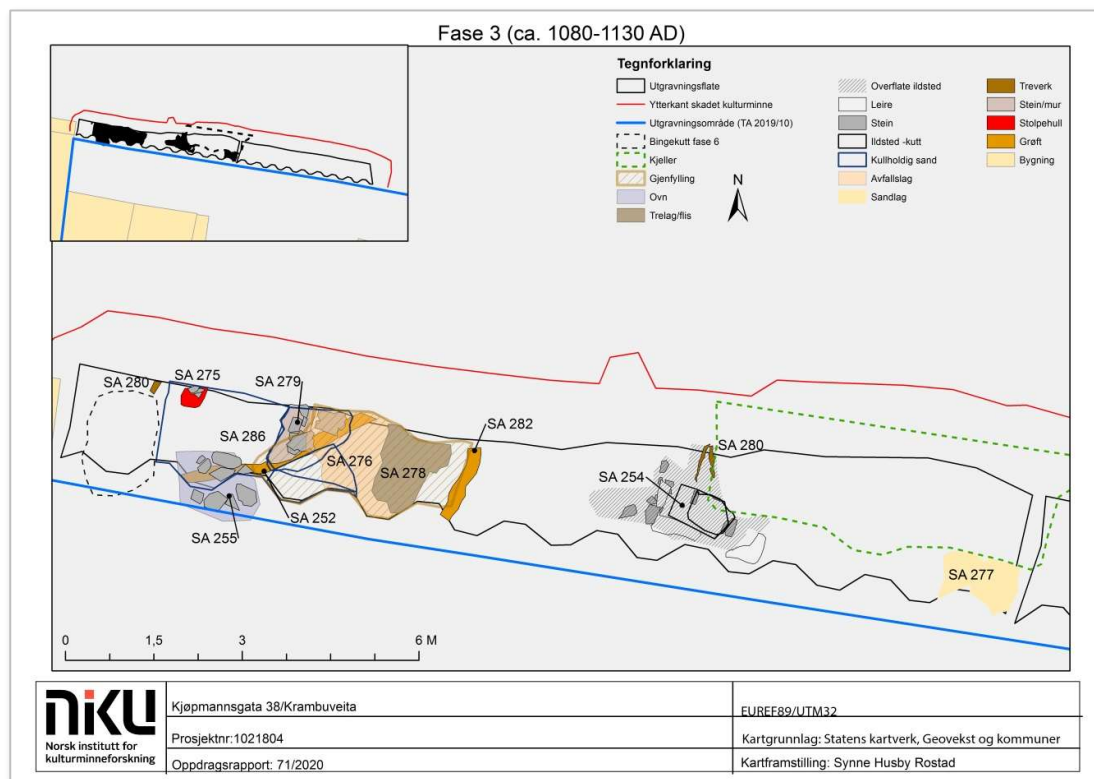 Fase 3 (ca. 1080-1130 AD)
Tegnforklaring
Utgravningsflate
Ytterkant skadet kulturminne
Utgravningsområde (TA 2019/10)
Bingekutt fase 6
Kjeller
Gjenfylling
Ovn
Trelag/flis
Overflate ildsted
Leire
Stein
Ildsted -kutt
Kullholdig sand
Avfallslag
Sandlag
Treverk
Stein/mur
Stolpehull
Grøft
Bygning
N
SA 280
SA 275
SA 279
SA 286
SA 276
SA 278
SA 282
SA 252
SA 255
SA 254
SA 280
SA 277
0 1,5 3 6 M
NIKU
Norsk institutt for
kulturminneforskning
Kjøpmannsgata 38/Krambuveita
Prosjektnr:1021804
Oppdragsrapport: 71/2020
EUREF89/UTM32
Kartgrunnlag: Statens kartverk, Geovekst og kommuner
Kartframstilling: Synne Husby Rostad